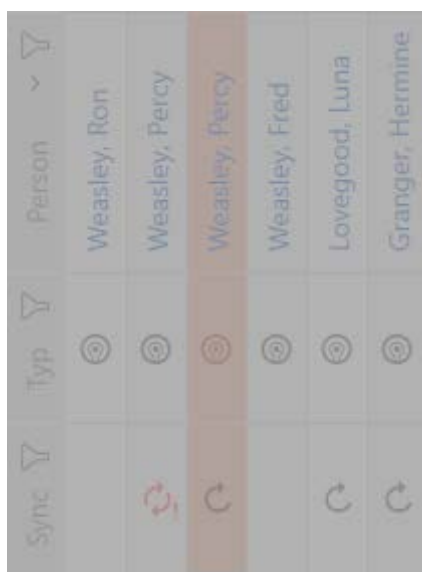 Sync Typ Person
Weasley, Ron
Weasley, Percy
Weasley, Percy
Weasley, Fred
Lovegood, Luna
Granger, Hermine